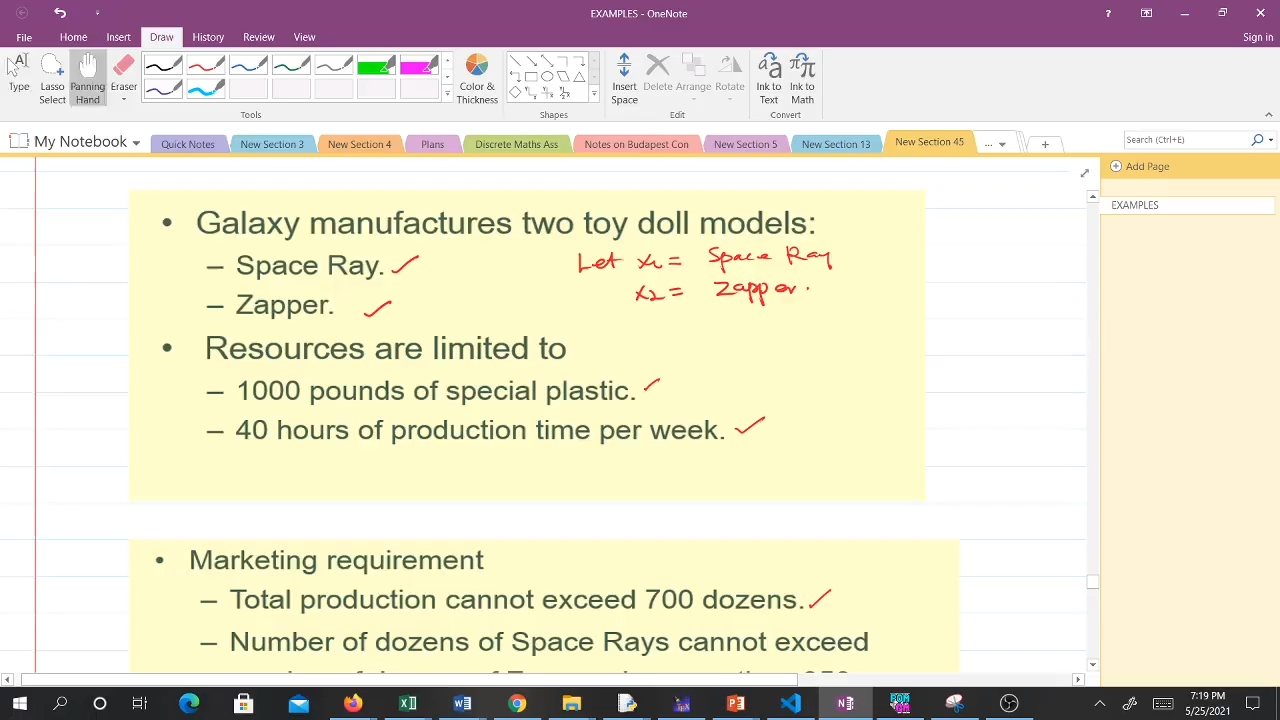 EXAMPLES - OneNote
File Home Insert Draw History Review View
Sign in
Type Lasso Select Panning Hand Eraser
Color & Thickness
Insert Space Delete Arrange Rotate
Ink to Text Ink to Math
Tools Shapes Edit Convert
My Notebook Quick Notes New Section 3 New Section 4 Plans Discrete Maths Ass Notes on Budapest Con New Section 5 New Section 13 New Section 45 ...
Search (Ctrl+E)
Add Page
EXAMPLES
• Galaxy manufactures two toy doll models:
– Space Ray.
Let x1 = Space Ray
– Zapper.
x2 = Zapper.
• Resources are limited to
– 1000 pounds of special plastic.
– 40 hours of production time per week.
• Marketing requirement
– Total production cannot exceed 700 dozens.
– Number of dozens of Space Rays cannot exceed
7:19 PM
5/25/2021